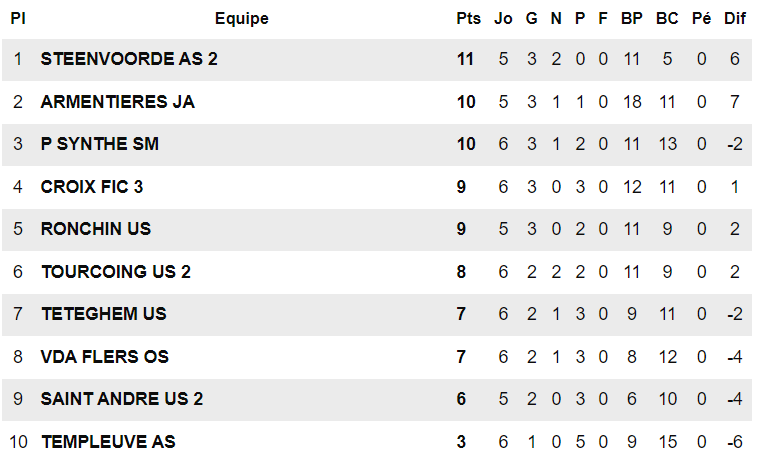 Pl Equipe Pts Jo G N P F BP BC Pé Dif
1 STEENVOORDE AS 2 11 5 3 2 0 0 11 5 0 6
2 ARMENTIERES JA 10 5 3 1 1 0 18 11 0 7
3 P SYNTHE SM 10 6 3 1 2 0 11 13 0 -2
4 CROIX FIC 3 9 6 3 0 3 0 12 11 0 1
5 RONCHIN US 9 5 3 0 2 0 11 9 0 2
6 TOURCOING US 2 8 6 2 2 2 0 11 9 0 2
7 TETEGHEM US 7 6 2 1 3 0 9 11 0 -2
8 VDA FLERS OS 7 6 2 1 3 0 8 12 0 -4
9 SAINT ANDRE US 2 6 5 2 0 3 0 6 10 0 -4
10 TEMPLEUVE AS 3 6 1 0 5 0 9 15 0 -6